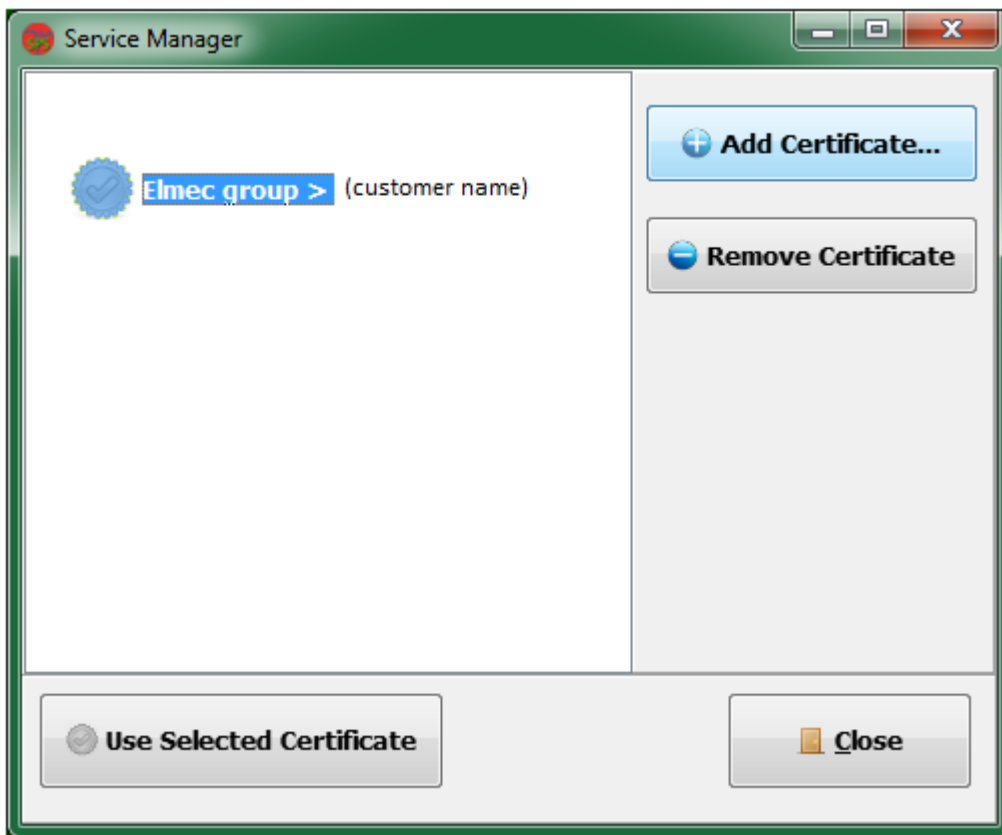 Service Manager
Add Certificate...
Elmec group > (customer name)
Remove Certificate
Use Selected Certificate
Close